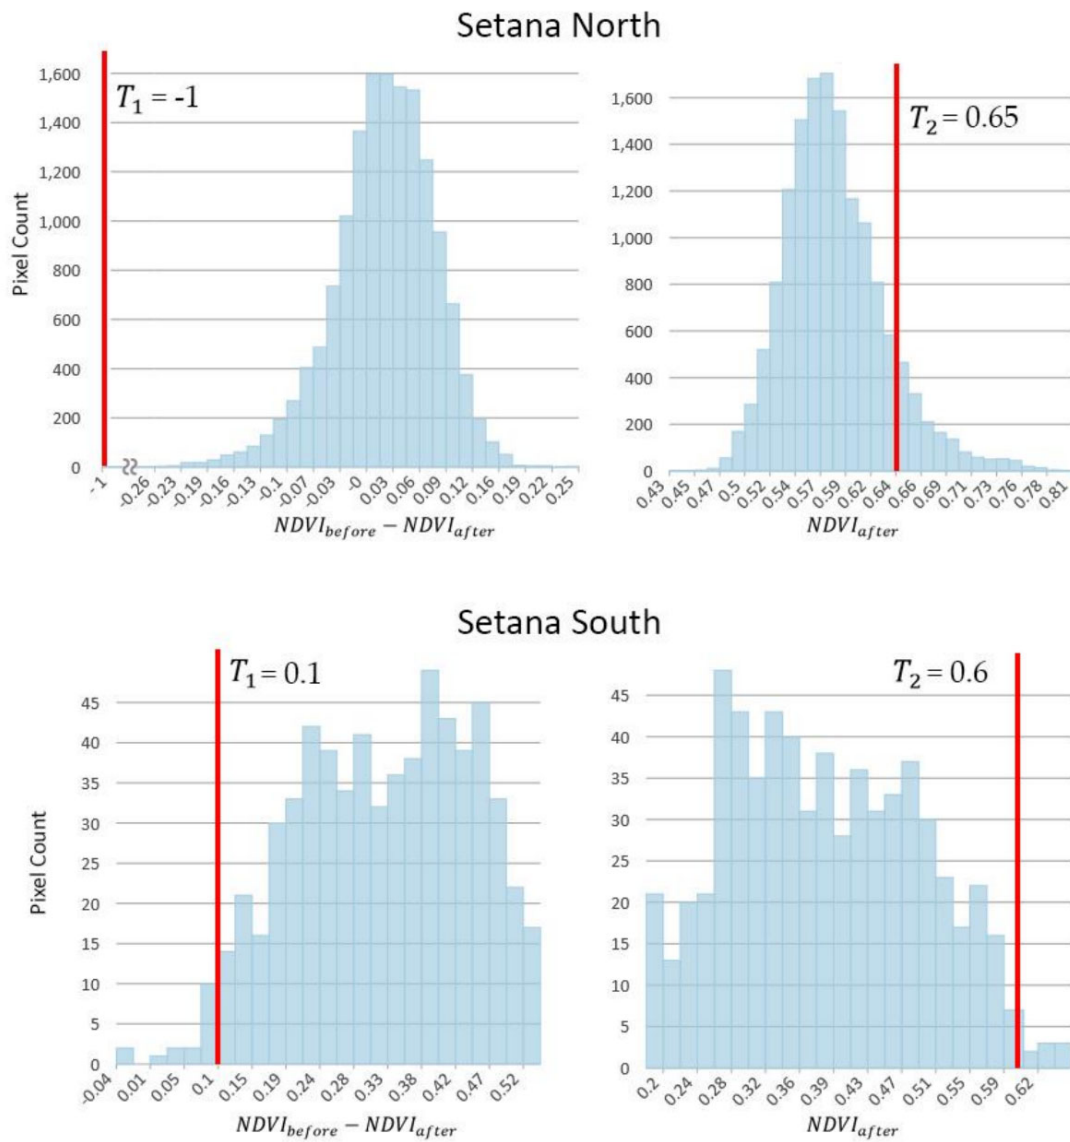 Setana North
T₁ = -1
Pixel Count
1,600
1,400
1,200
1,000
800
600
400
200
0
-1 -0.26 -0.23 -0.19 -0.16 -0.13 -0.1 -0.07 -0.03 -0 0.03 0.06 0.09 0.12 0.16 0.19 0.22 0.25
NDVI_before − NDVI_after
T₂ = 0.65
1,600
1,400
1,200
1,000
800
600
400
200
0
0.43 0.45 0.47 0.5 0.52 0.54 0.55 0.57 0.59 0.62 0.64 0.66 0.69 0.71 0.73 0.76 0.78 0.81
NDVI_after
Setana South
T₁ = 0.1
Pixel Count
45
40
35
30
25
20
15
10
5
0
-0.04 0.01 0.05 0.1 0.15 0.19 0.24 0.28 0.33 0.38 0.42 0.47 0.52
NDVI_before − NDVI_after
T₂ = 0.6
45
40
35
30
25
20
15
10
5
0
0.2 0.24 0.28 0.32 0.36 0.39 0.43 0.47 0.51 0.55 0.59 0.62
NDVI_after